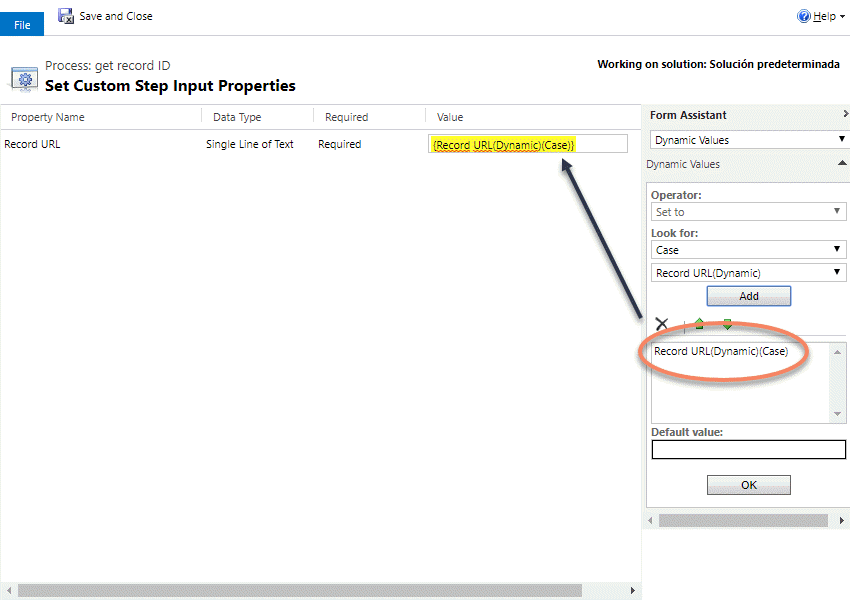 File
Save and Close
Help
Process: get record ID
Set Custom Step Input Properties
Working on solution: Solución predeterminada
Property Name Data Type Required Value
Record URL Single Line of Text Required {Record URL(Dynamic)(Case)}
Form Assistant
Dynamic Values
Dynamic Values
Operator:
Set to
Look for:
Case
Record URL(Dynamic)
Add
Record URL(Dynamic)(Case)
Default value:
OK